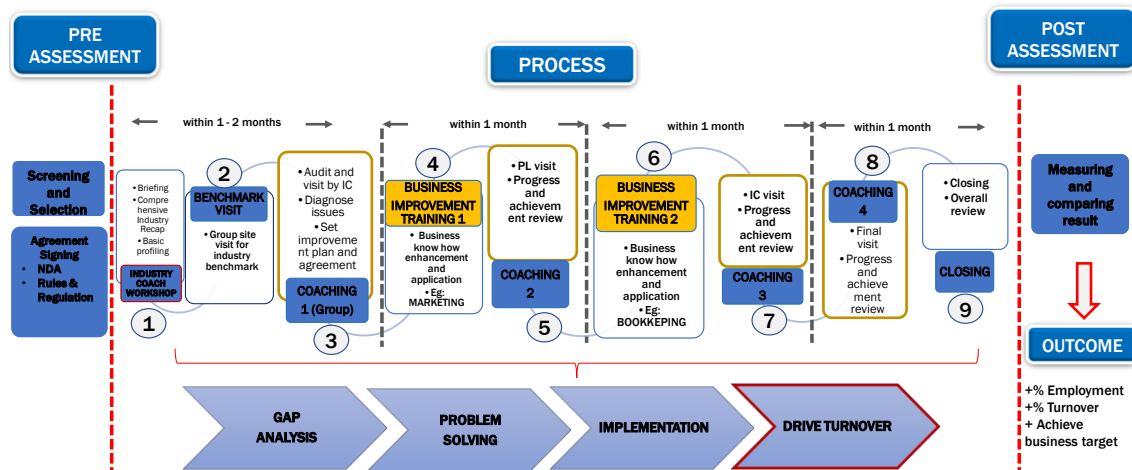 PRE
ASSESSMENT
PROCESS
POST
ASSESSMENT
within 1 - 2 months
within 1 month
within 1 month
within 1 month
Screening
and
Selection
Agreement
Signing
• NDA
• Rules &
Regulation
• Briefing
• Compre
hensive
Industry
Recap
• Basic
profiling
INDUSTRY
COACH
WORKSHOP
1
2
BENCHMARK
VISIT
• Group site
visit for
industry
benchmark
• Audit and
visit by IC
• Diagnose
issues
• Set
improveme
nt plan and
agreement
COACHING
1 (Group)
3
4
BUSINESS
IMPROVEMENT
TRAINING 1
• Business
know how
enhancement
and
application
• Eg:
MARKETING
• PL visit
• Progress
and
achievem
ent review
COACHING
2
5
6
BUSINESS
IMPROVEMENT
TRAINING 2
• Business
know how
enhancement
and
application
• Eg:
BOOKKEPING
• IC visit
• Progress
and
achievem
ent review
COACHING
3
7
8
COACHING
4
• Final
visit
• Progress
and
achieve
ment
review
• Closing
• Overall
review
CLOSING
9
Measuring
and
comparing
result
OUTCOME
+% Employment
+% Turnover
+ Achieve
business target
GAP
ANALYSIS
PROBLEM
SOLVING
IMPLEMENTATION
DRIVE TURNOVER